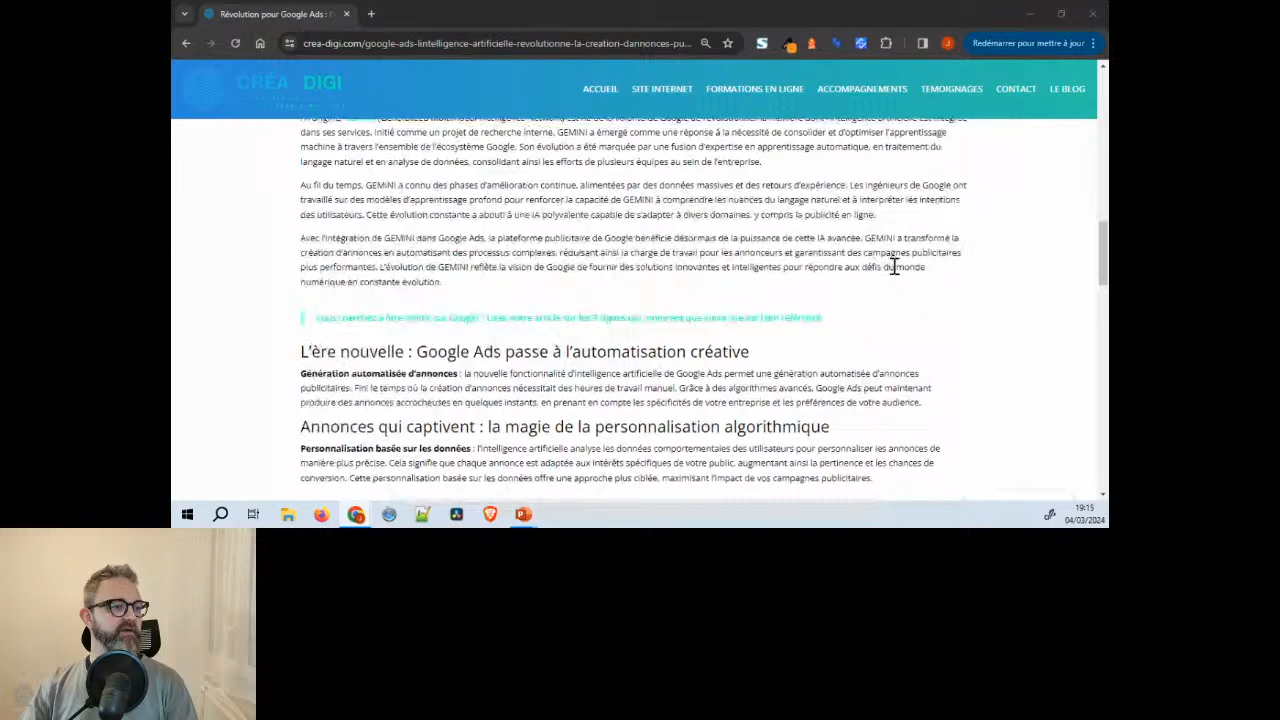 Révolution pour Google Ads :
crea-digi.com/google-ads-lintelligence-artificielle-revolutionne-la-creation-dannonces-pu...
Redémarrer pour mettre à jour
CRÉA DIGI
ACCUEIL SITE INTERNET FORMATIONS EN LIGNE ACCOMPAGNEMENTS TEMOIGNAGES CONTACT LE BLOG
dans ses services. Initié comme un projet de recherche interne, GEMINI a émergé comme une réponse à la nécessité de consolider et d'optimiser l'apprentissage
machine à travers l'ensemble de l'écosystème Google. Son évolution a été marquée par une fusion d'expertise en apprentissage automatique, en traitement du
langage naturel et en analyse de données, consolidant ainsi les efforts de plusieurs équipes au sein de l'entreprise.
Au fil du temps, GEMINI a connu des phases d'amélioration continue, alimentées par des données massives et des retours d'expérience. Les ingénieurs de Google ont
travaillé sur des modèles d'apprentissage profond pour renforcer la capacité de GEMINI à comprendre les nuances du langage naturel et à interpréter les intentions
des utilisateurs. Cette évolution constante a abouti à une IA polyvalente capable de s'adapter à divers domaines, y compris la publicité en ligne.
Avec l'intégration de GEMINI dans Google Ads, la plateforme publicitaire de Google bénéficie désormais de la puissance de cette IA avancée. GEMINI a transformé la
création d'annonces en automatisant des processus complexes, réduisant ainsi la charge de travail pour les annonceurs et garantissant des campagnes publicitaires
plus performantes. L'évolution de GEMINI reflète la vision de Google de fournir des solutions innovantes et intelligentes pour répondre aux défis du monde
numérique en constante évolution.
L'ère nouvelle : Google Ads passe à l'automatisation créative
Génération automatisée d'annonces : la nouvelle fonctionnalité d'intelligence artificielle de Google Ads permet une génération automatisée d'annonces
publicitaires. Fini le temps où la création d'annonces nécessitait des heures de travail manuel. Grâce à des algorithmes avancés, Google Ads peut maintenant
produire des annonces accrocheuses en quelques instants, en prenant en compte les spécificités de votre entreprise et les préférences de votre audience.
Annonces qui captivent : la magie de la personnalisation algorithmique
Personnalisation basée sur les données : l'intelligence artificielle analyse les données comportementales des utilisateurs pour personnaliser les annonces de
manière plus précise. Cela signifie que chaque annonce est adaptée aux intérêts spécifiques de votre public, augmentant ainsi la pertinence et les chances de
conversion. Cette personnalisation basée sur les données offre une approche plus ciblée, maximisant l'impact de vos campagnes publicitaires.
19:15
04/03/2024